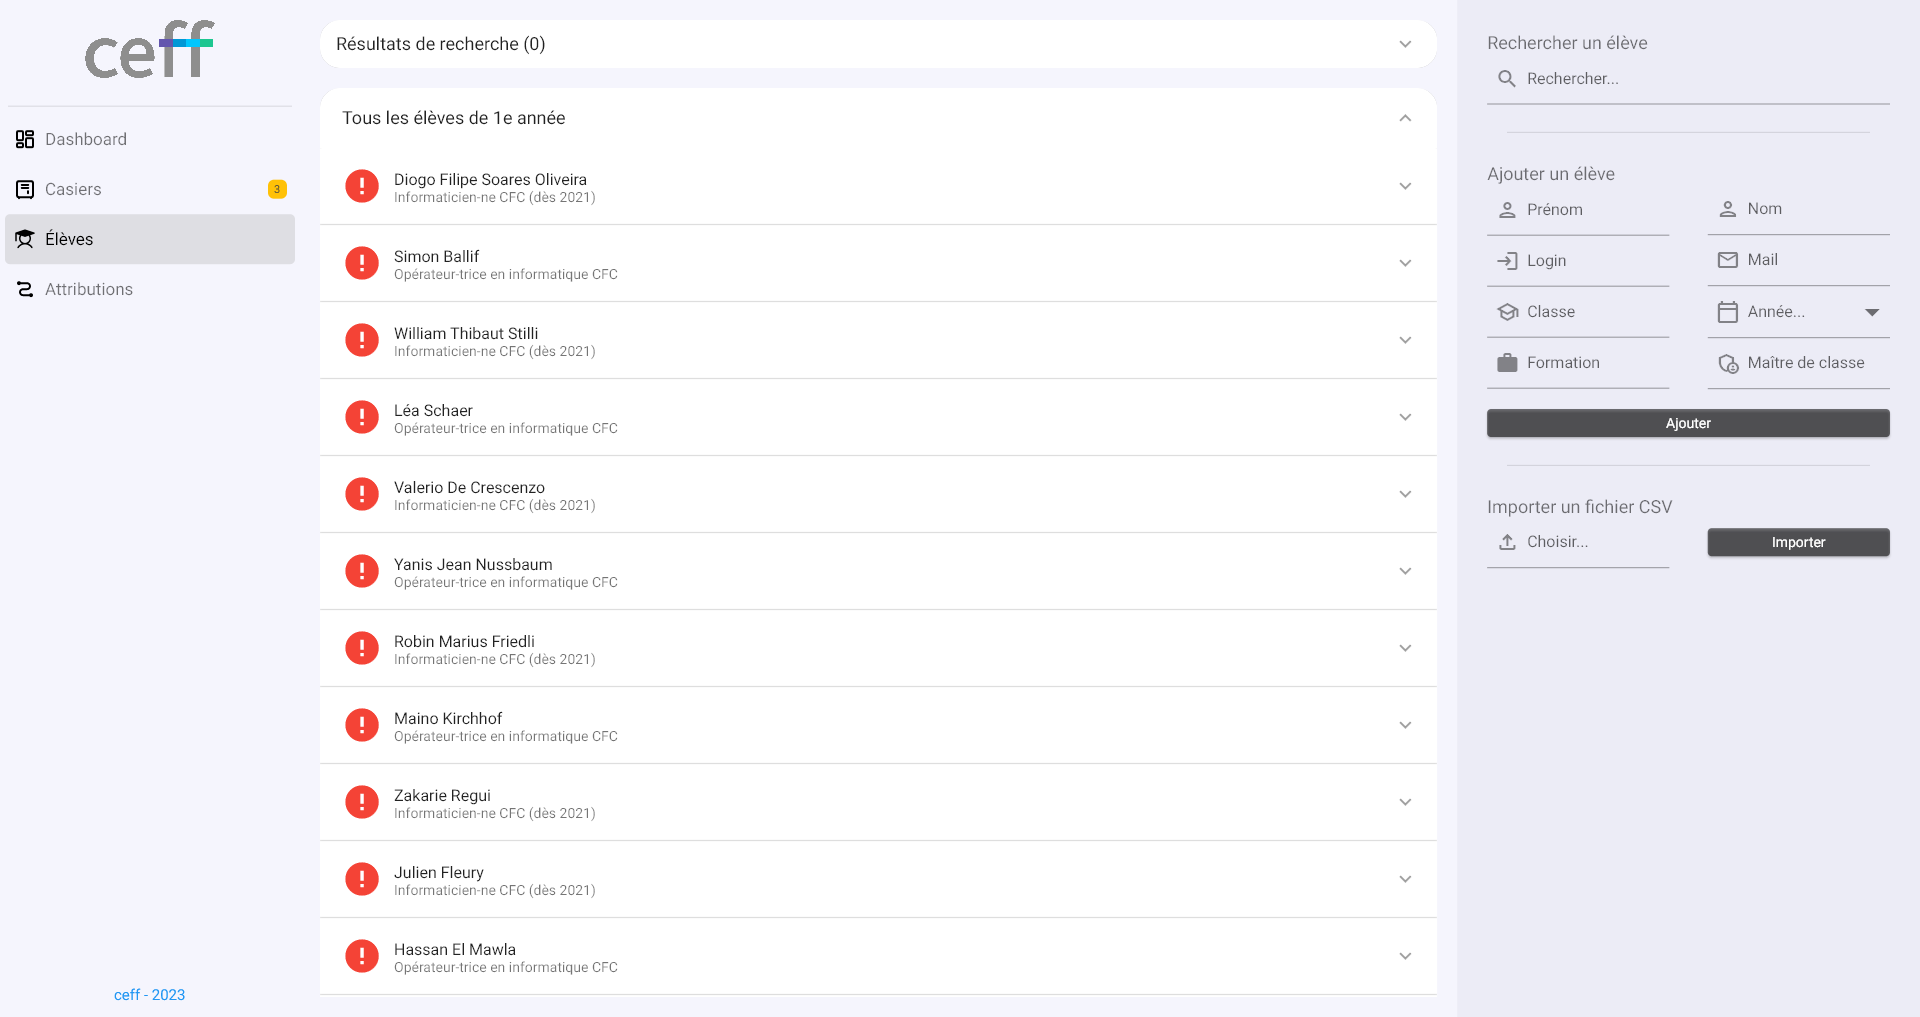 ceff
Dashboard
Casiers
3
Élèves
Attributions
ceff - 2023
Résultats de recherche (0)
Tous les élèves de 1e année
Diogo Filipe Soares Oliveira
Informaticien-ne CFC (dès 2021)
Simon Ballif
Opérateur-trice en informatique CFC
William Thibaut Stilli
Informaticien-ne CFC (dès 2021)
Léa Schaer
Opérateur-trice en informatique CFC
Valerio De Crescenzo
Informaticien-ne CFC (dès 2021)
Yanis Jean Nussbaum
Opérateur-trice en informatique CFC
Robin Marius Friedli
Informaticien-ne CFC (dès 2021)
Maino Kirchhof
Opérateur-trice en informatique CFC
Zakarie Regui
Informaticien-ne CFC (dès 2021)
Julien Fleury
Informaticien-ne CFC (dès 2021)
Hassan El Mawla
Opérateur-trice en informatique CFC
Rechercher un élève
Rechercher...
Ajouter un élève
Prénom
Nom
Login
Mail
Classe
Année...
Formation
Maître de classe
Ajouter
Importer un fichier CSV
Choisir...
Importer